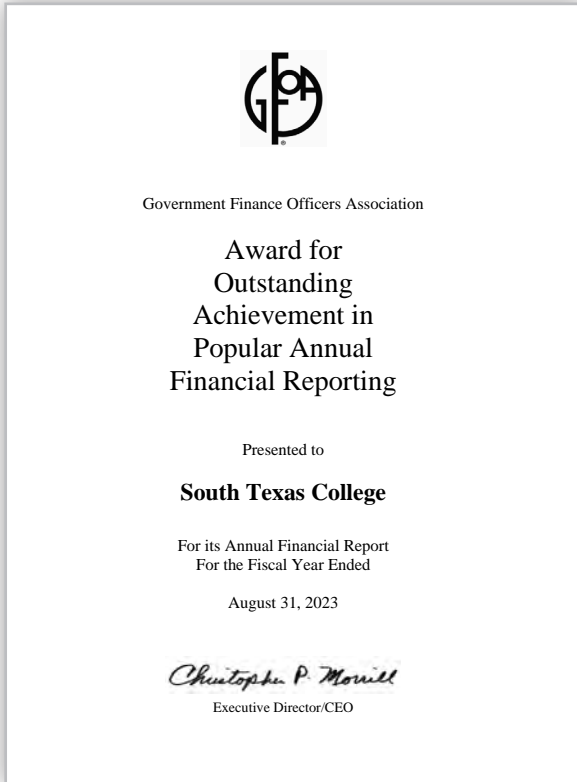 GFOA
®
Government Finance Officers Association
Award for
Outstanding
Achievement in
Popular Annual
Financial Reporting
Presented to
South Texas College
For its Annual Financial Report
For the Fiscal Year Ended
August 31, 2023
Christopher P. Morrill
Executive Director/CEO